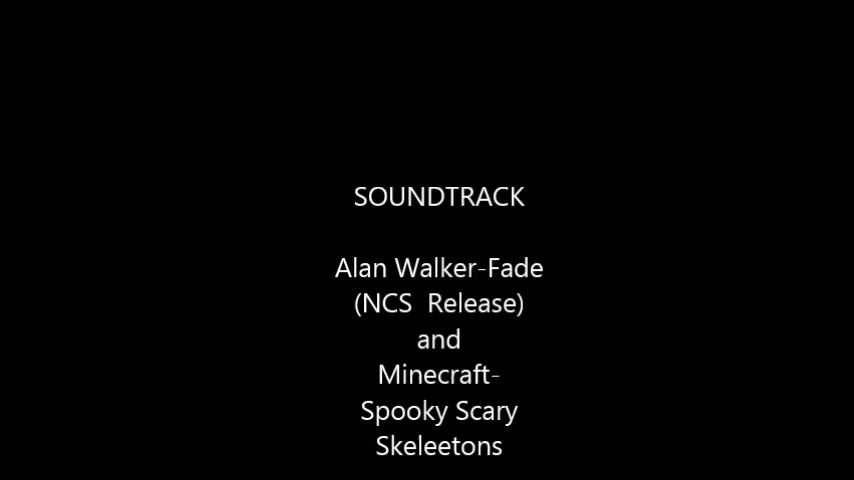 SOUNDTRACK
Alan Walker-Fade
(NCS  Release)
and
Minecraft-
Spooky Scary
Skeleetons